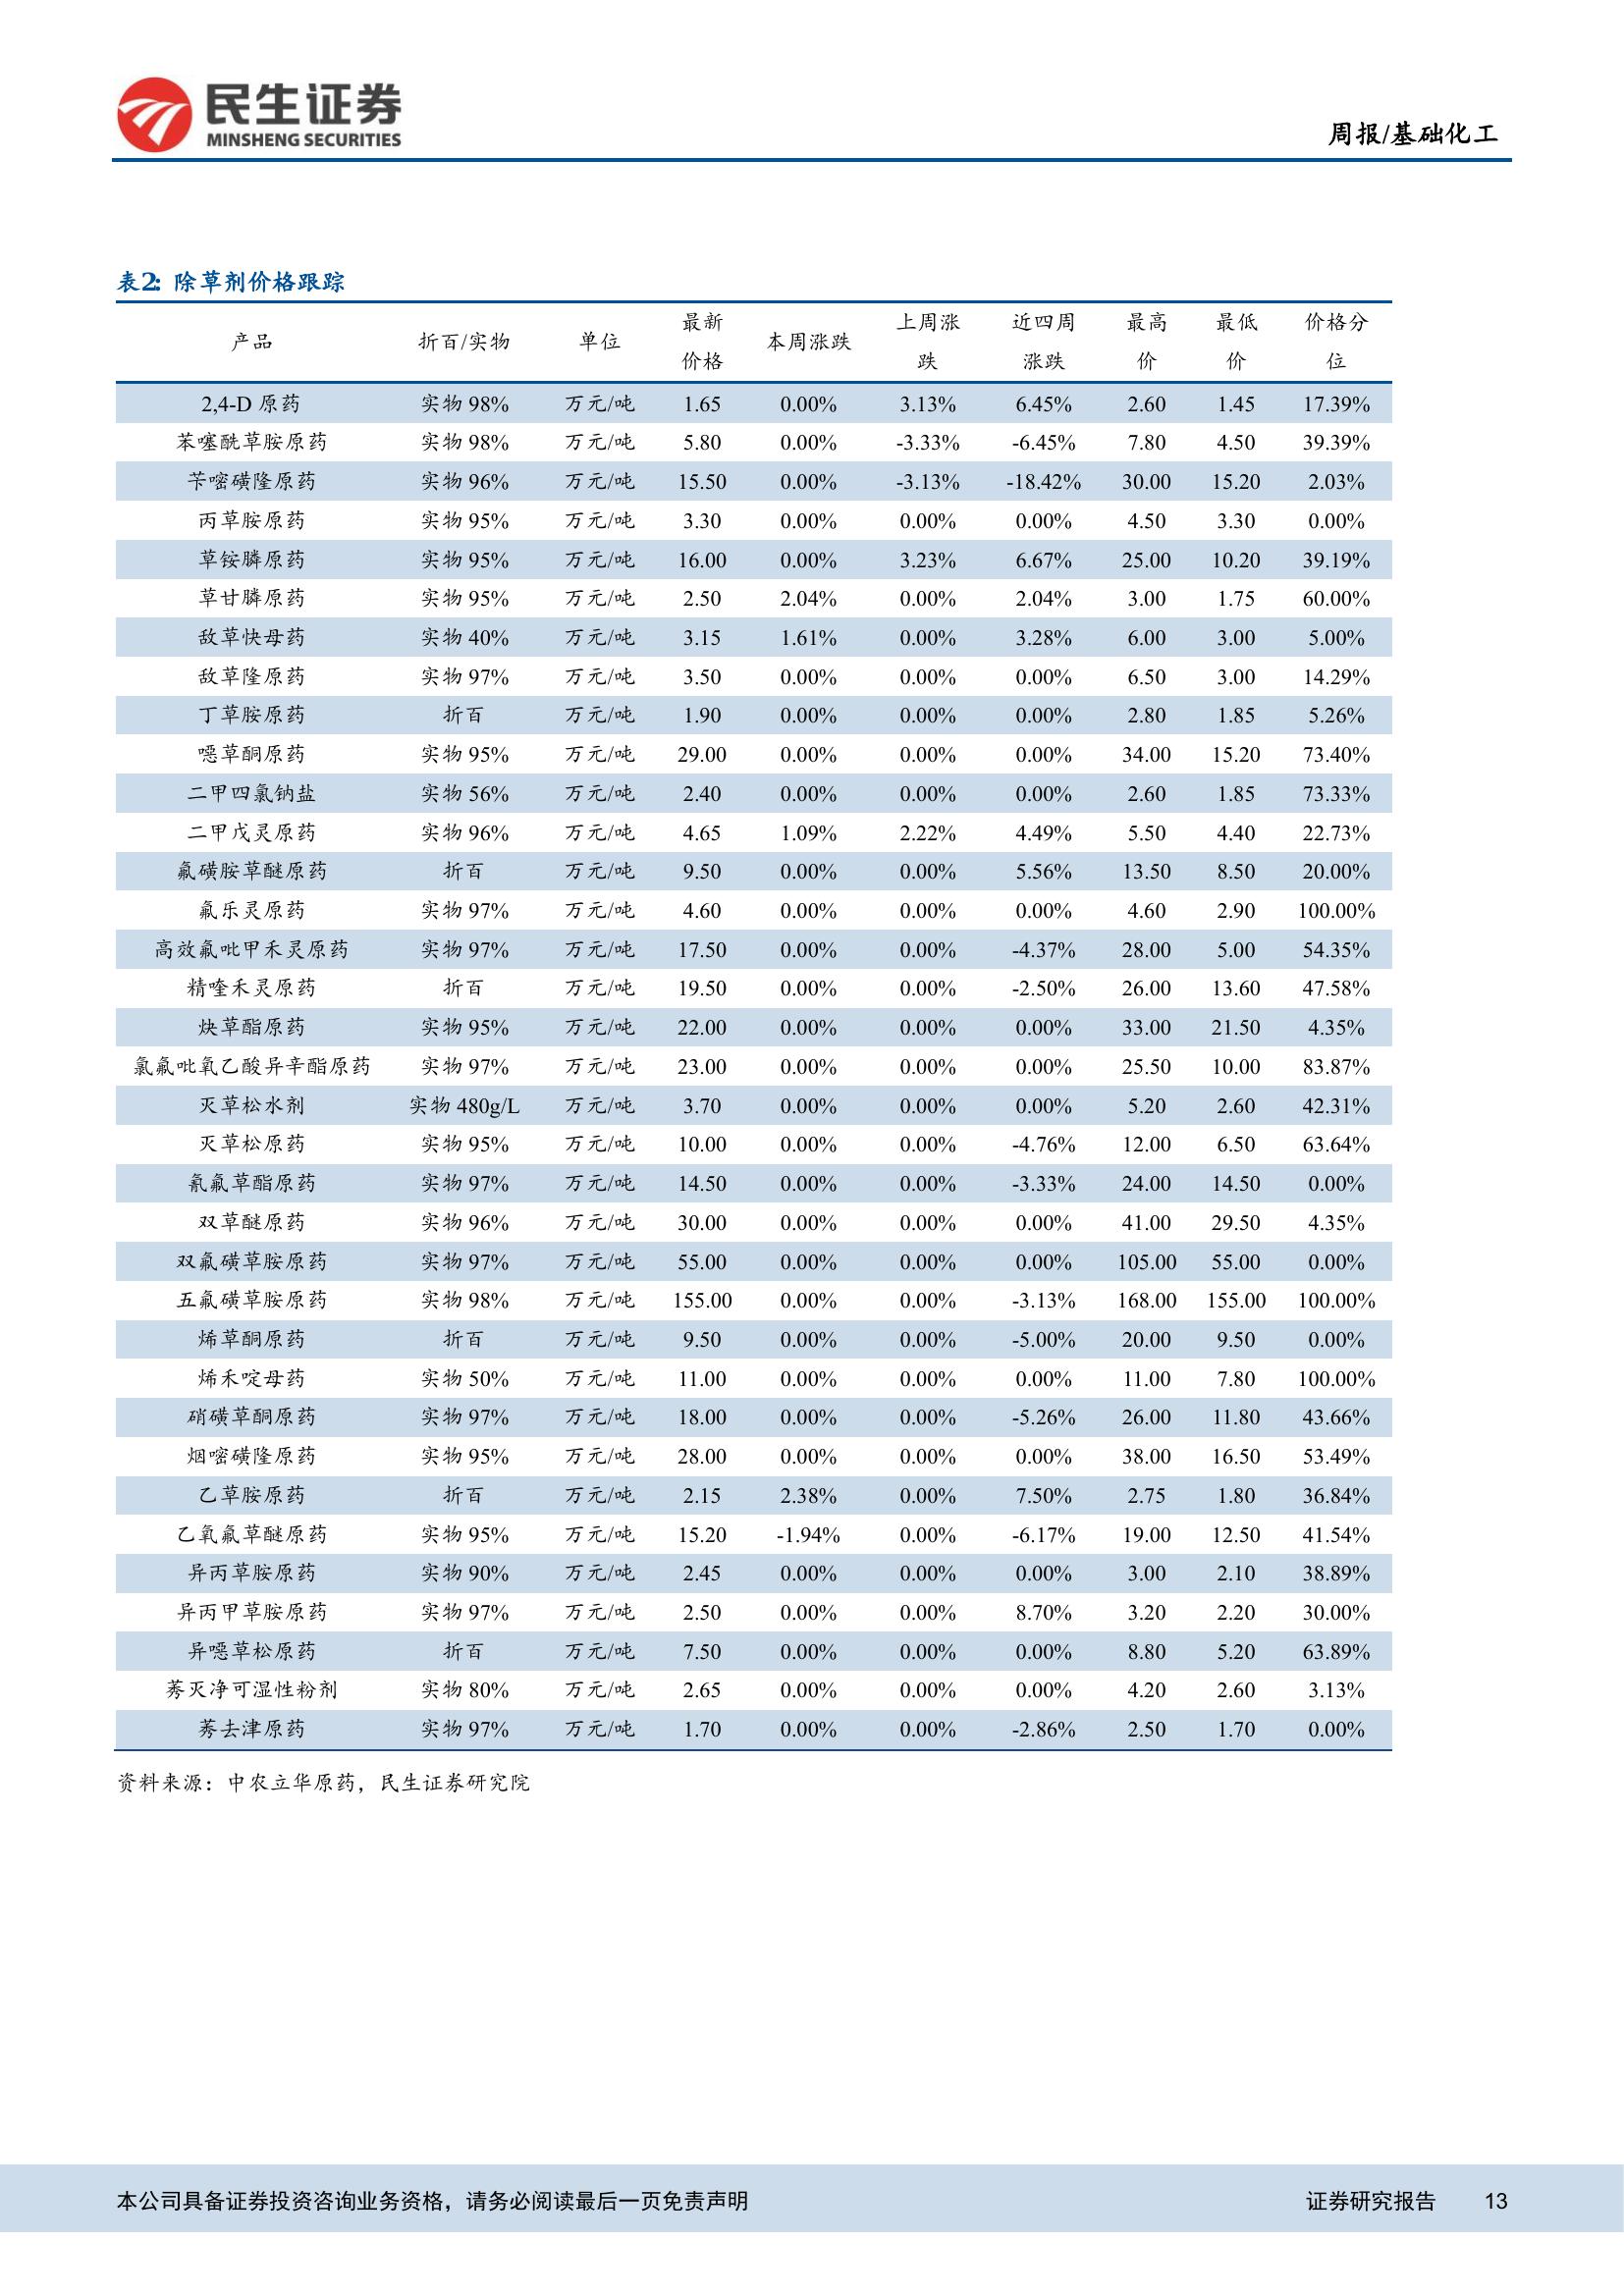 民生证券
MINSHENG SECURITIES
周报/基础化工
表2: 除草剂价格跟踪
产品 折百/实物 单位 最新价格 本周涨跌 上周涨跌 近四周涨跌 最高价 最低价 价格分位
2,4-D 原药 实物 98% 万元/吨 1.65 0.00% 3.13% 6.45% 2.60 1.45 17.39%
苯噻酰草胺原药 实物 98% 万元/吨 5.80 0.00% -3.33% -6.45% 7.80 4.50 39.39%
苄嘧磺隆原药 实物 96% 万元/吨 15.50 0.00% -3.13% -18.42% 30.00 15.20 2.03%
丙草胺原药 实物 95% 万元/吨 3.30 0.00% 0.00% 0.00% 4.50 3.30 0.00%
草铵膦原药 实物 95% 万元/吨 16.00 0.00% 3.23% 6.67% 25.00 10.20 39.19%
草甘膦原药 实物 95% 万元/吨 2.50 2.04% 0.00% 2.04% 3.00 1.75 60.00%
敌草快母药 实物 40% 万元/吨 3.15 1.61% 0.00% 3.28% 6.00 3.00 5.00%
敌草隆原药 实物 97% 万元/吨 3.50 0.00% 0.00% 0.00% 6.50 3.00 14.29%
丁草胺原药 折百 万元/吨 1.90 0.00% 0.00% 0.00% 2.80 1.85 5.26%
噁草酮原药 实物 95% 万元/吨 29.00 0.00% 0.00% 0.00% 34.00 15.20 73.40%
二甲四氯钠盐 实物 56% 万元/吨 2.40 0.00% 0.00% 0.00% 2.60 1.85 73.33%
二甲戊灵原药 实物 96% 万元/吨 4.65 1.09% 2.22% 4.49% 5.50 4.40 22.73%
氟磺胺草醚原药 折百 万元/吨 9.50 0.00% 0.00% 5.56% 13.50 8.50 20.00%
氟乐灵原药 实物 97% 万元/吨 4.60 0.00% 0.00% 0.00% 4.60 2.90 100.00%
高效氟吡甲禾灵原药 实物 97% 万元/吨 17.50 0.00% 0.00% -4.37% 28.00 5.00 54.35%
精喹禾灵原药 折百 万元/吨 19.50 0.00% 0.00% -2.50% 26.00 13.60 47.58%
炔草酯原药 实物 95% 万元/吨 22.00 0.00% 0.00% 0.00% 33.00 21.50 4.35%
氯氟吡氧乙酸异辛酯原药 实物 97% 万元/吨 23.00 0.00% 0.00% 0.00% 25.50 10.00 83.87%
灭草松水剂 实物 480g/L 万元/吨 3.70 0.00% 0.00% 0.00% 5.20 2.60 42.31%
灭草松原药 实物 95% 万元/吨 10.00 0.00% 0.00% -4.76% 12.00 6.50 63.64%
氰氟草酯原药 实物 97% 万元/吨 14.50 0.00% 0.00% -3.33% 24.00 14.50 0.00%
双草醚原药 实物 96% 万元/吨 30.00 0.00% 0.00% 0.00% 41.00 29.50 4.35%
双氟磺草胺原药 实物 97% 万元/吨 55.00 0.00% 0.00% 0.00% 105.00 55.00 0.00%
五氟磺草胺原药 实物 98% 万元/吨 155.00 0.00% 0.00% -3.13% 168.00 155.00 100.00%
烯草酮原药 折百 万元/吨 9.50 0.00% 0.00% -5.00% 20.00 9.50 0.00%
烯禾啶母药 实物 50% 万元/吨 11.00 0.00% 0.00% 0.00% 11.00 7.80 100.00%
硝磺草酮原药 实物 97% 万元/吨 18.00 0.00% 0.00% -5.26% 26.00 11.80 43.66%
烟嘧磺隆原药 实物 95% 万元/吨 28.00 0.00% 0.00% 0.00% 38.00 16.50 53.49%
乙草胺原药 折百 万元/吨 2.15 2.38% 0.00% 7.50% 2.75 1.80 36.84%
乙氧氟草醚原药 实物 95% 万元/吨 15.20 -1.94% 0.00% -6.17% 19.00 12.50 41.54%
异丙草胺原药 实物 90% 万元/吨 2.45 0.00% 0.00% 0.00% 3.00 2.10 38.89%
异丙甲草胺原药 实物 97% 万元/吨 2.50 0.00% 0.00% 8.70% 3.20 2.20 30.00%
异噁草松原药 折百 万元/吨 7.50 0.00% 0.00% 0.00% 8.80 5.20 63.89%
莠灭净可湿性粉剂 实物 80% 万元/吨 2.65 0.00% 0.00% 0.00% 4.20 2.60 3.13%
莠去津原药 实物 97% 万元/吨 1.70 0.00% 0.00% -2.86% 2.50 1.70 0.00%
资料来源：中农立华原药，民生证券研究院
本公司具备证券投资咨询业务资格，请务必阅读最后一页免责声明
证券研究报告 13